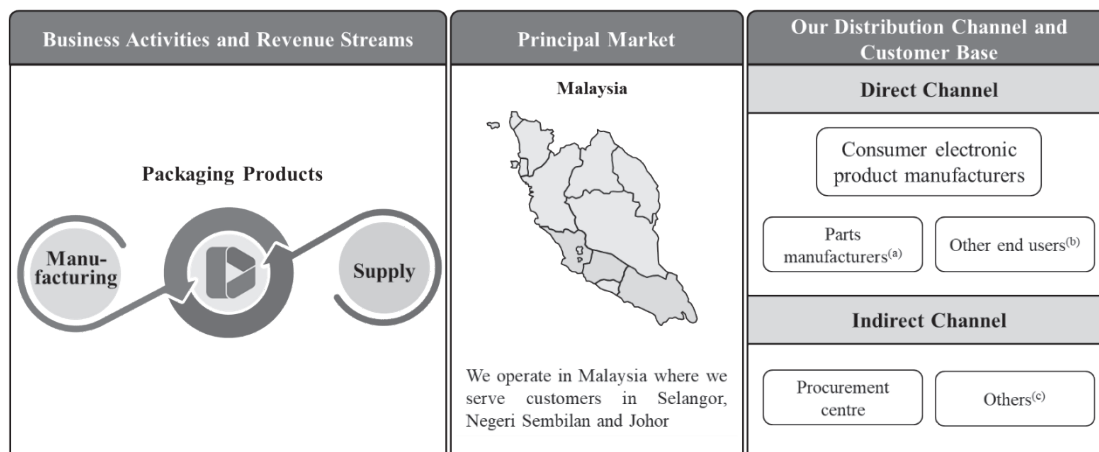 Business Activities and Revenue Streams
Packaging Products
Manu-
facturing
Supply
Principal Market
Malaysia
We operate in Malaysia where we
serve customers in Selangor,
Negeri Sembilan and Johor
Our Distribution Channel and
Customer Base
Direct Channel
Consumer electronic
product manufacturers
Parts
manufacturers(a)
Other end users(b)
Indirect Channel
Procurement
centre
Others(c)